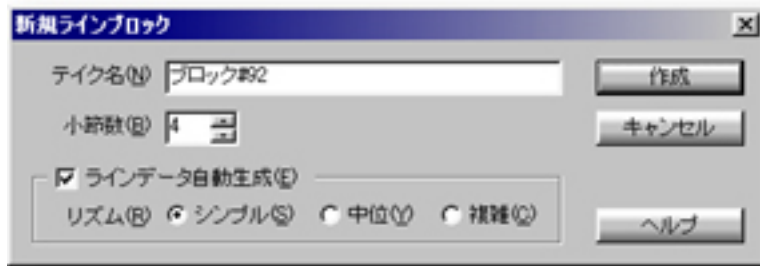 新規ラインブロック
テイク名(N) ブロック#92 作成
小節数(B) 4 キャンセル
ラインデータ自動生成(E)
リズム(R) シンプル(S) 中位(Y) 複雑(C) ヘルプ